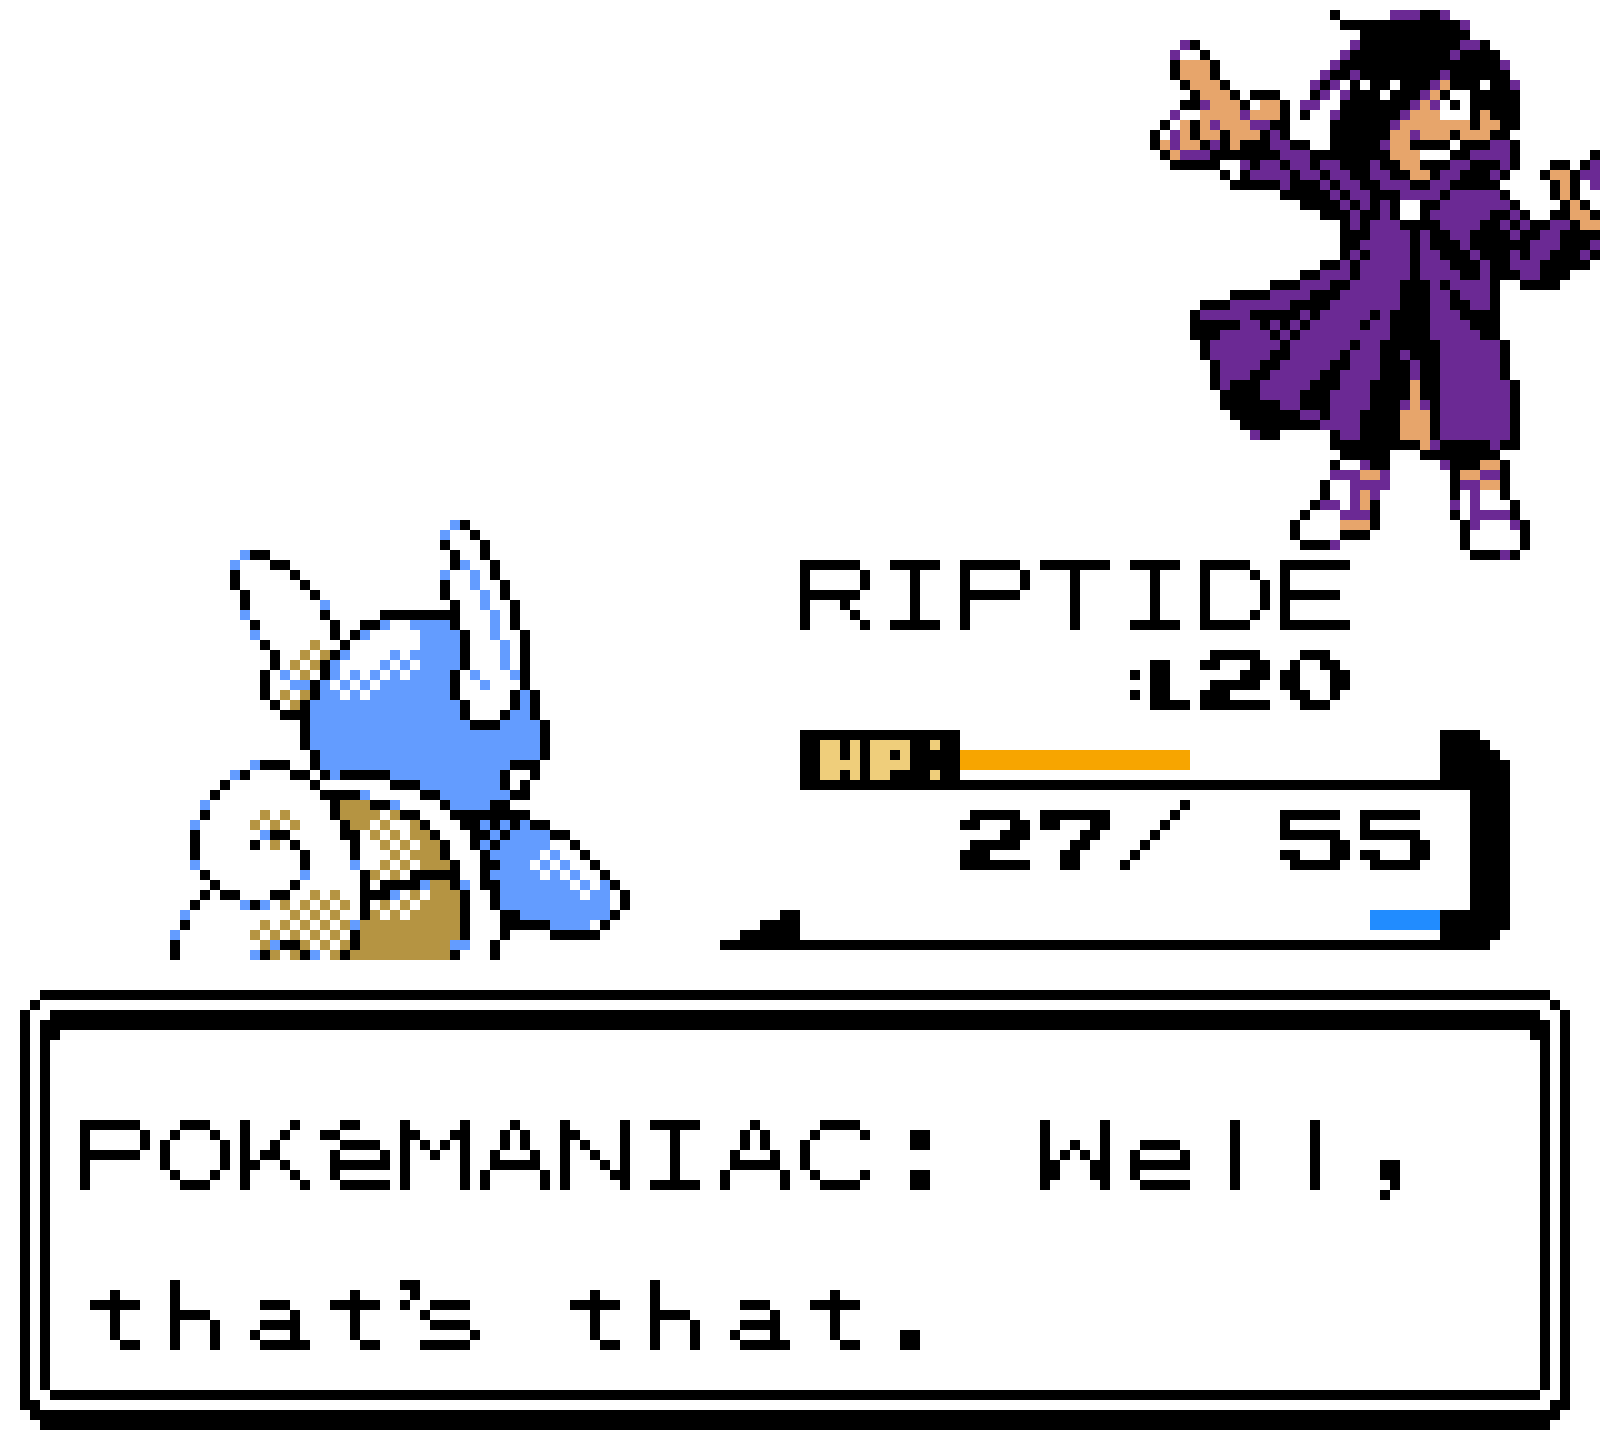 RIPTIDE
:L20
HP:
27/ 55
POKéMANIAC: Well,
that's that.